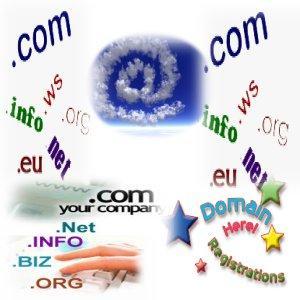 .com
.ws
.info
.org
.eu
net
@
.com
.ws
.info
.org
.eu
net
.com
your company
.Net
.INFO
.BIZ
.ORG
Domain
Here!
Registrations